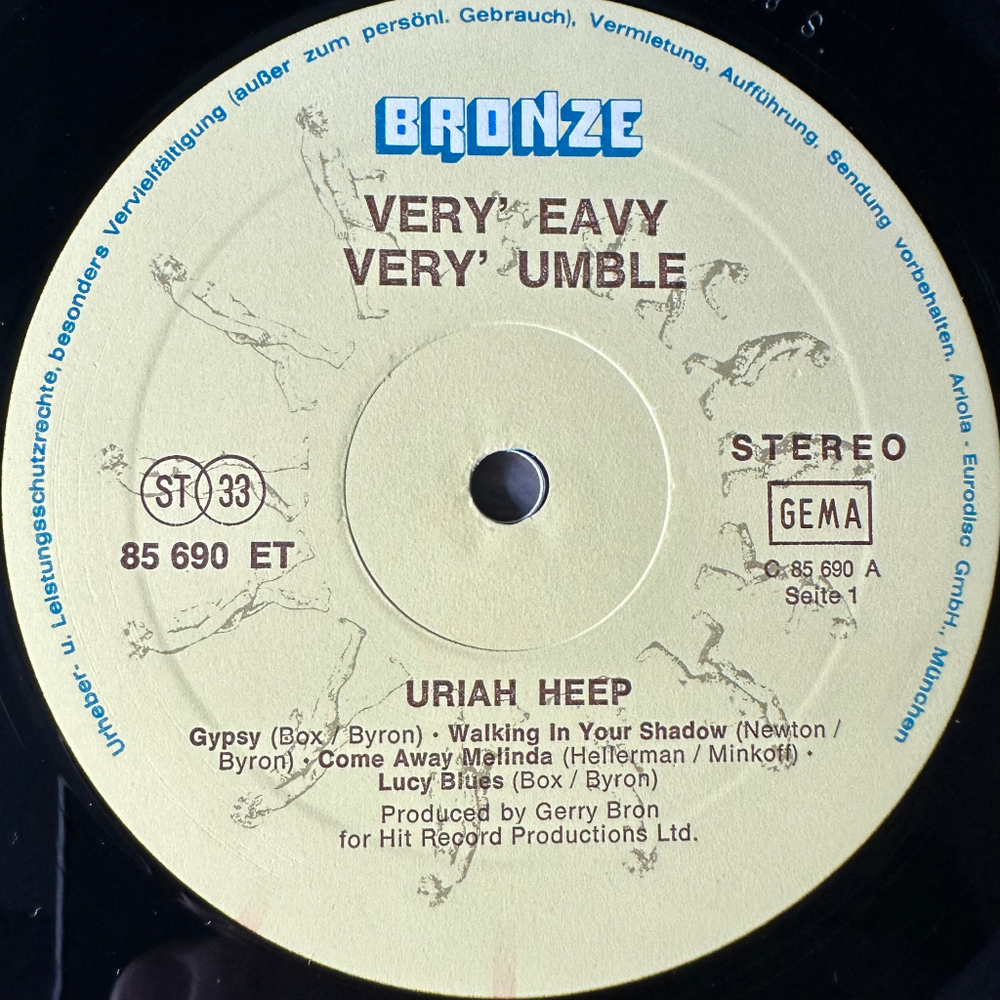 Urheber- u. Leistungsschutzrechte, besonders Vervielfältigung (außer zum persönl. Gebrauch), Vermietung, Aufführung, Sendung vorbehalten. Ariola - Eurodisc GmbH., München
BRONZE
VERY' EAVY
VERY' UMBLE
STEREO
ST 33
GEMA
85 690 ET
C 85 690 A
Seite 1
URIAH HEEP
Gypsy (Box / Byron) · Walking In Your Shadow (Newton /
Byron) · Come Away Melinda (Hellerman / Minkoff) ·
Lucy Blues (Box / Byron)
Produced by Gerry Bron
for Hit Record Productions Ltd.